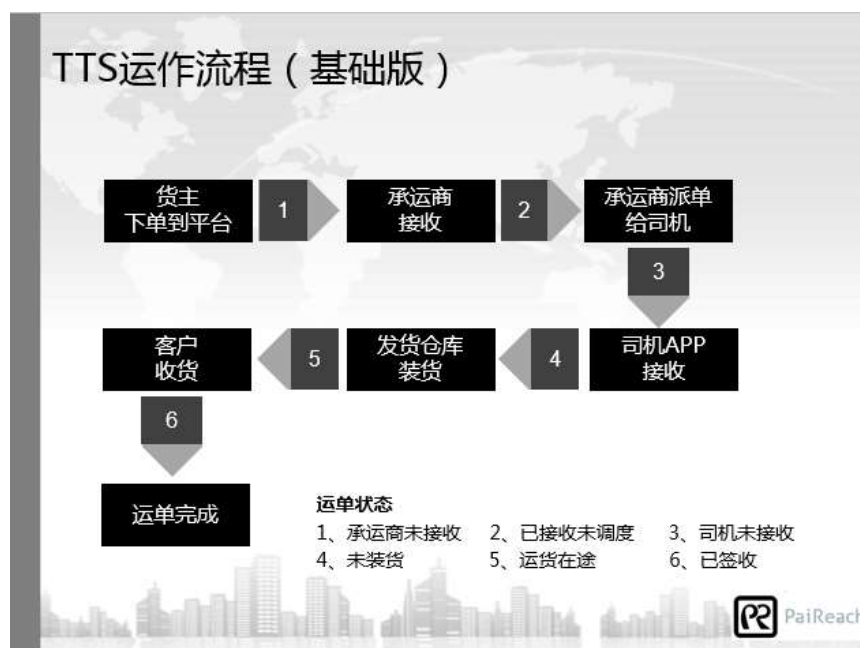 TTS运作流程（基础版）
货主
下单到平台
1
承运商
接收
2
承运商派单
给司机
3
司机APP
接收
4
发货仓库
装货
5
客户
收货
6
运单完成
运单状态
1、承运商未接收 2、已接收未调度 3、司机未接收
4、未装货 5、运货在途 6、已签收
PaiReach